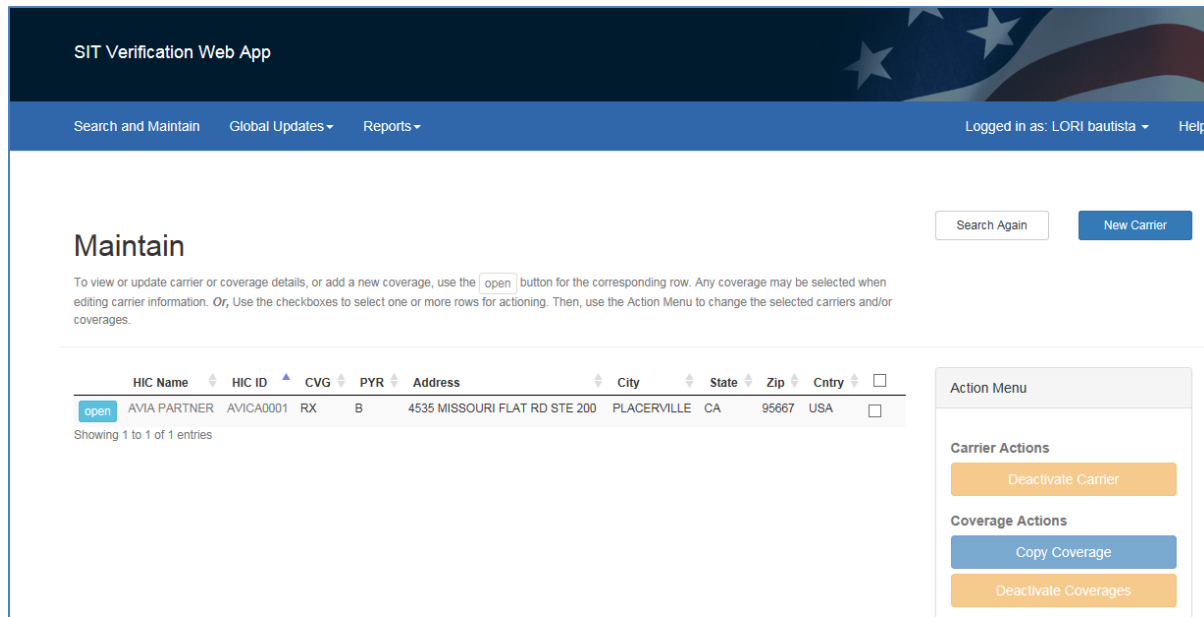 SIT Verification Web App
Search and Maintain Global Updates Reports Logged in as: LORI bautista Help
Search Again New Carrier
Maintain
To view or update carrier or coverage details, or add a new coverage, use the open button for the corresponding row. Any coverage may be selected when
editing carrier information. Or, Use the checkboxes to select one or more rows for actioning. Then, use the Action Menu to change the selected carriers and/or
coverages.
HIC Name HIC ID CVG PYR Address City State Zip Cntry
open AVIA PARTNER AVICA0001 RX B 4535 MISSOURI FLAT RD STE 200 PLACERVILLE CA 95667 USA
Showing 1 to 1 of 1 entries
Action Menu
Carrier Actions
Deactivate Carrier
Coverage Actions
Copy Coverage
Deactivate Coverages